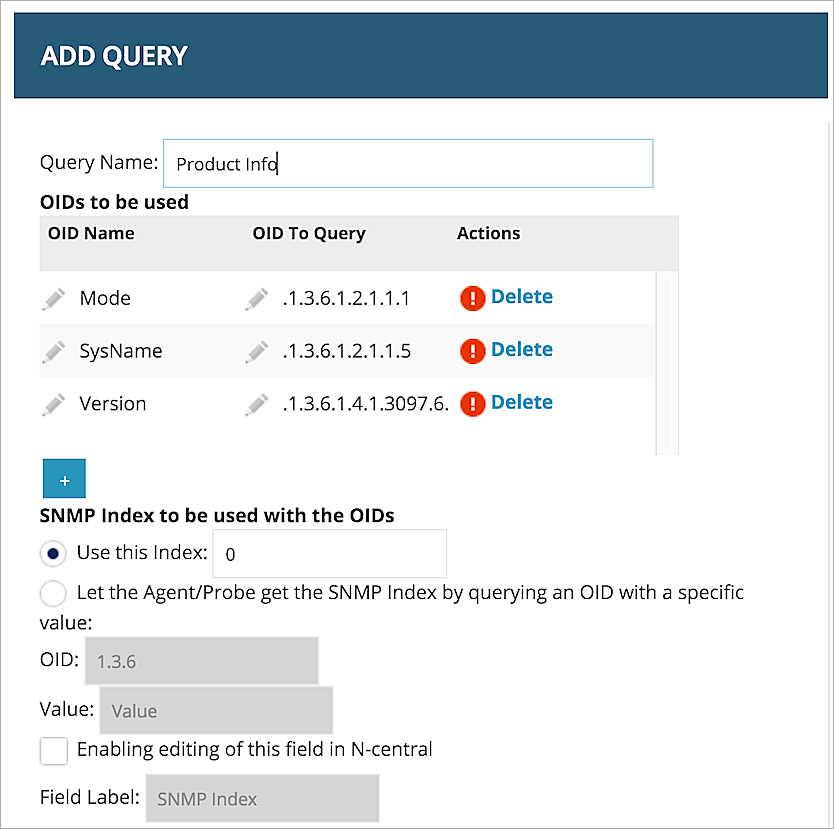 ADD QUERY
Query Name: Product Info
OIDs to be used
OID Name OID To Query Actions
Mode .1.3.6.1.2.1.1.1 Delete
SysName .1.3.6.1.2.1.1.5 Delete
Version .1.3.6.1.4.1.3097.6. Delete
+
SNMP Index to be used with the OIDs
Use this Index: 0
Let the Agent/Probe get the SNMP Index by querying an OID with a specific
value:
OID: 1.3.6
Value: Value
Enabling editing of this field in N-central
Field Label: SNMP Index